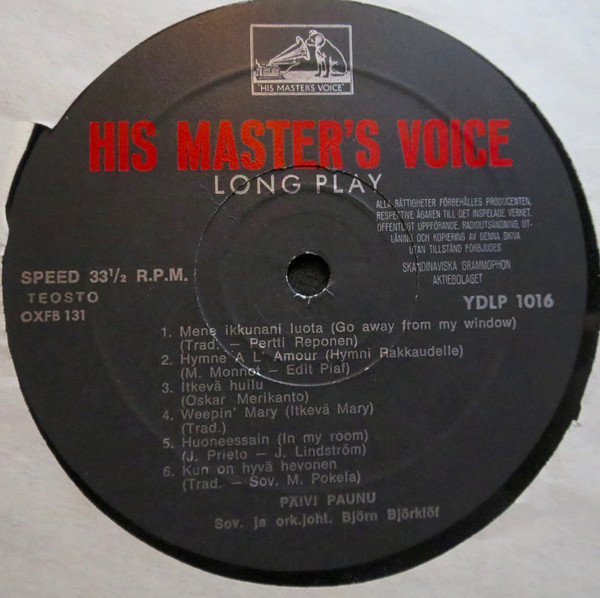 "HIS MASTER'S VOICE"
HIS MASTER'S VOICE
LONG PLAY
ALLA RÄTTIGHETER FÖRBEHÅLLES PRODUCENTEN,
RESPEKTIVE ÄGAREN TILL DET INSPELADE VERKET.
OFFENTLIGT UPPFÖRANDE, RADIOUTSÄNDNING, UT-
LÅNING OCH KOPIERING AV DENNA SKIVA
UTAN TILLSTÅND FÖRBJUDES
SKANDINAVISKA GRAMMOPHON
AKTIEBOLAGET
SPEED 33 1/2 R.P.M.
TEOSTO
OXFB 131
YDLP 1016
1. Mene ikkunani luota (Go away from my window)
(Trad. – Pertti Reponen)
2. Hymne A L' Amour (Hymni Rakkaudelle)
(M. Monnot – Edit Piaf)
3. Itkevä huilu
(Oskar Merikanto)
4. Weepin' Mary (Itkevä Mary)
(Trad.)
5. Huoneessain (In my room)
(J. Prieto – J. Lindström)
6. Kun on hyvä hevonen
(Trad. – Sov. M. Pokela)
PÄIVI PAUNU
Sov. ja ork.joht. Björn Björklöf